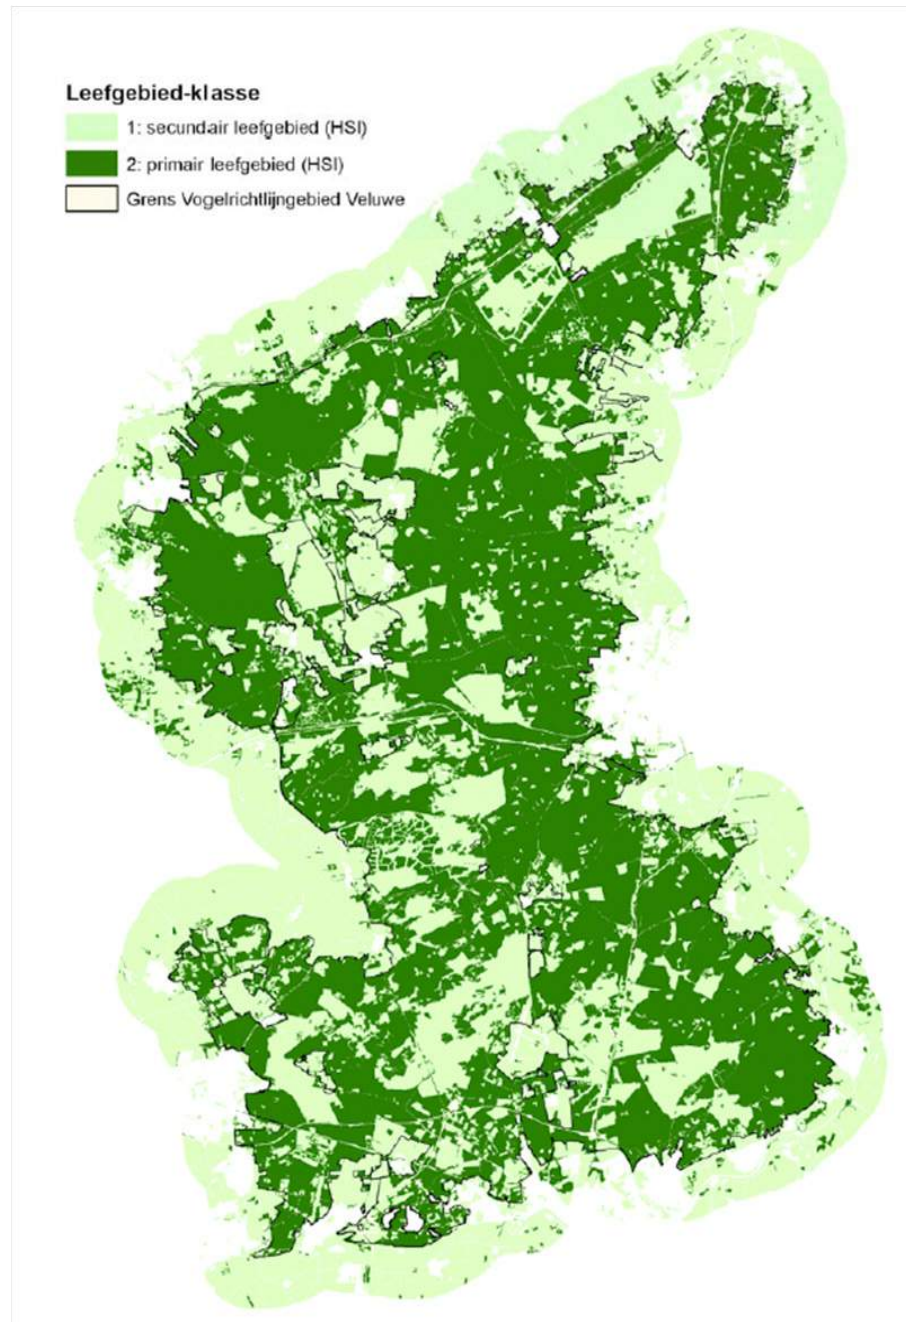 Leefgebied-klasse
1: secundair leefgebied (HSI)
2: primair leefgebied (HSI)
Grens Vogelrichtlijngebied Veluwe